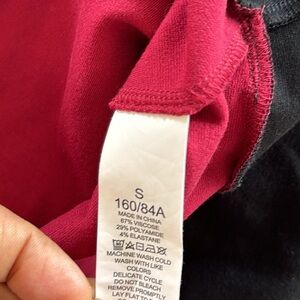 S
160/84A
MADE IN CHINA
67% VISCOSE
29% POLYAMIDE
4% ELASTANE
MACHINE WASH COLD
WASH WITH LIKE
COLORS
DELICATE CYCLE
DO NOT BLEACH
REMOVE PROMPTLY
LAY FLAT TO